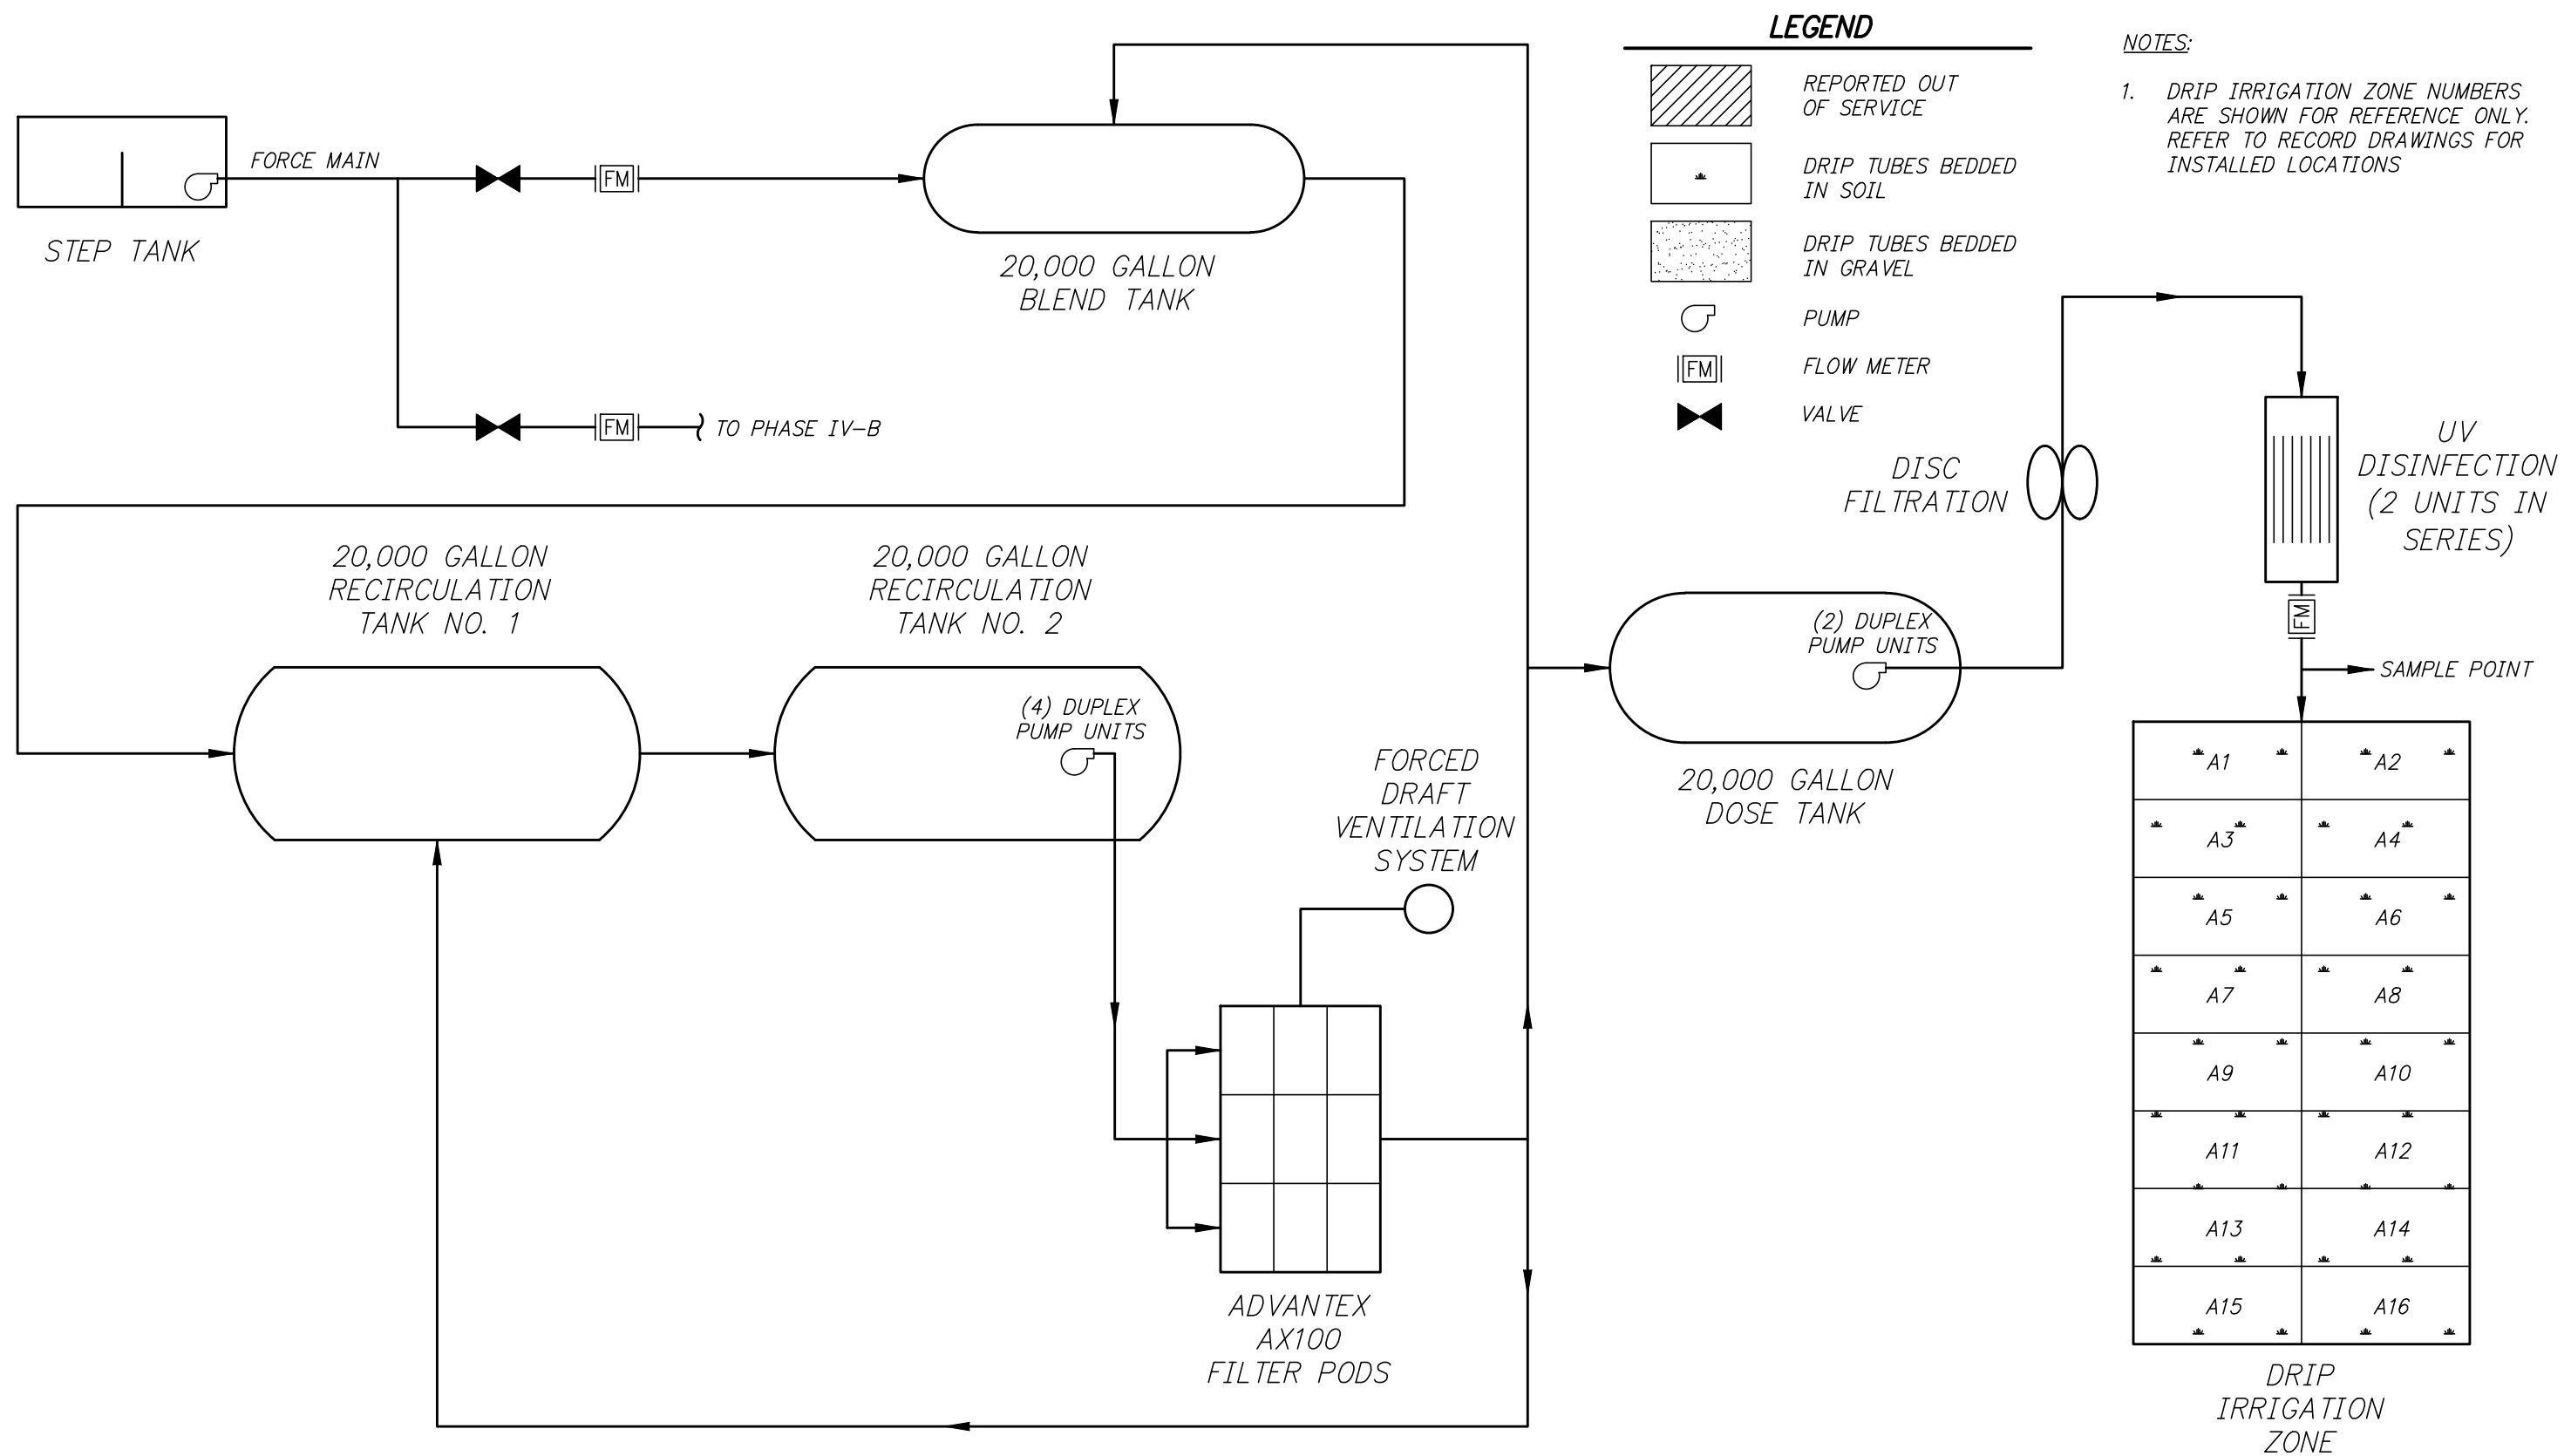 LEGEND
REPORTED OUT
OF SERVICE
DRIP TUBES BEDDED
IN SOIL
DRIP TUBES BEDDED
IN GRAVEL
PUMP
FM
FLOW METER
VALVE
NOTES:
1. DRIP IRRIGATION ZONE NUMBERS
ARE SHOWN FOR REFERENCE ONLY.
REFER TO RECORD DRAWINGS FOR
INSTALLED LOCATIONS
STEP TANK
FORCE MAIN
FM
20,000 GALLON
BLEND TANK
FM
TO PHASE IV-B
20,000 GALLON
RECIRCULATION
TANK NO. 1
20,000 GALLON
RECIRCULATION
TANK NO. 2
(4) DUPLEX
PUMP UNITS
FORCED
DRAFT
VENTILATION
SYSTEM
ADVANTEX
AX100
FILTER PODS
(2) DUPLEX
PUMP UNITS
20,000 GALLON
DOSE TANK
DISC
FILTRATION
UV
DISINFECTION
(2 UNITS IN
SERIES)
FM
SAMPLE POINT
A1 A2
A3 A4
A5 A6
A7 A8
A9 A10
A11 A12
A13 A14
A15 A16
DRIP
IRRIGATION
ZONE